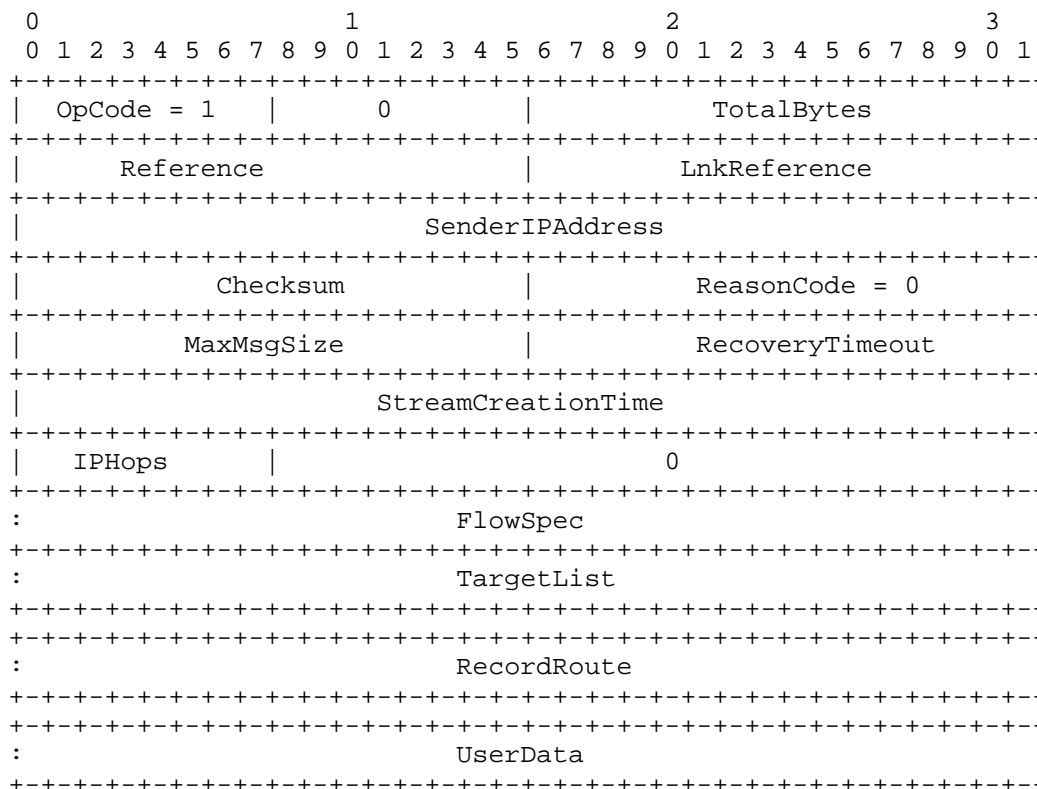 0                   1                   2                   3
 0 1 2 3 4 5 6 7 8 9 0 1 2 3 4 5 6 7 8 9 0 1 2 3 4 5 6 7 8 9 0 1
+-+-+-+-+-+-+-+-+-+-+-+-+-+-+-+-+-+-+-+-+-+-+-+-+-+-+-+-+-+-+-+--
|  OpCode = 1   |      0        |           TotalBytes
+-+-+-+-+-+-+-+-+-+-+-+-+-+-+-+-+-+-+-+-+-+-+-+-+-+-+-+-+-+-+-+--
|      Reference                |         LnkReference
+-+-+-+-+-+-+-+-+-+-+-+-+-+-+-+-+-+-+-+-+-+-+-+-+-+-+-+-+-+-+-+--
|                         SenderIPAddress
+-+-+-+-+-+-+-+-+-+-+-+-+-+-+-+-+-+-+-+-+-+-+-+-+-+-+-+-+-+-+-+--
|            Checksum           |          ReasonCode = 0
+-+-+-+-+-+-+-+-+-+-+-+-+-+-+-+-+-+-+-+-+-+-+-+-+-+-+-+-+-+-+-+--
|          MaxMsgSize           |          RecoveryTimeout
+-+-+-+-+-+-+-+-+-+-+-+-+-+-+-+-+-+-+-+-+-+-+-+-+-+-+-+-+-+-+-+--
|                      StreamCreationTime
+-+-+-+-+-+-+-+-+-+-+-+-+-+-+-+-+-+-+-+-+-+-+-+-+-+-+-+-+-+-+-+--
|   IPHops      |                        0
+-+-+-+-+-+-+-+-+-+-+-+-+-+-+-+-+-+-+-+-+-+-+-+-+-+-+-+-+-+-+-+--
:                           FlowSpec
+-+-+-+-+-+-+-+-+-+-+-+-+-+-+-+-+-+-+-+-+-+-+-+-+-+-+-+-+-+-+-+--
:                           TargetList
+-+-+-+-+-+-+-+-+-+-+-+-+-+-+-+-+-+-+-+-+-+-+-+-+-+-+-+-+-+-+-+--
+-+-+-+-+-+-+-+-+-+-+-+-+-+-+-+-+-+-+-+-+-+-+-+-+-+-+-+-+-+-+-+--
:                           RecordRoute
+-+-+-+-+-+-+-+-+-+-+-+-+-+-+-+-+-+-+-+-+-+-+-+-+-+-+-+-+-+-+-+--
+-+-+-+-+-+-+-+-+-+-+-+-+-+-+-+-+-+-+-+-+-+-+-+-+-+-+-+-+-+-+-+--
:                           UserData
+-+-+-+-+-+-+-+-+-+-+-+-+-+-+-+-+-+-+-+-+-+-+-+-+-+-+-+-+-+-+-+--